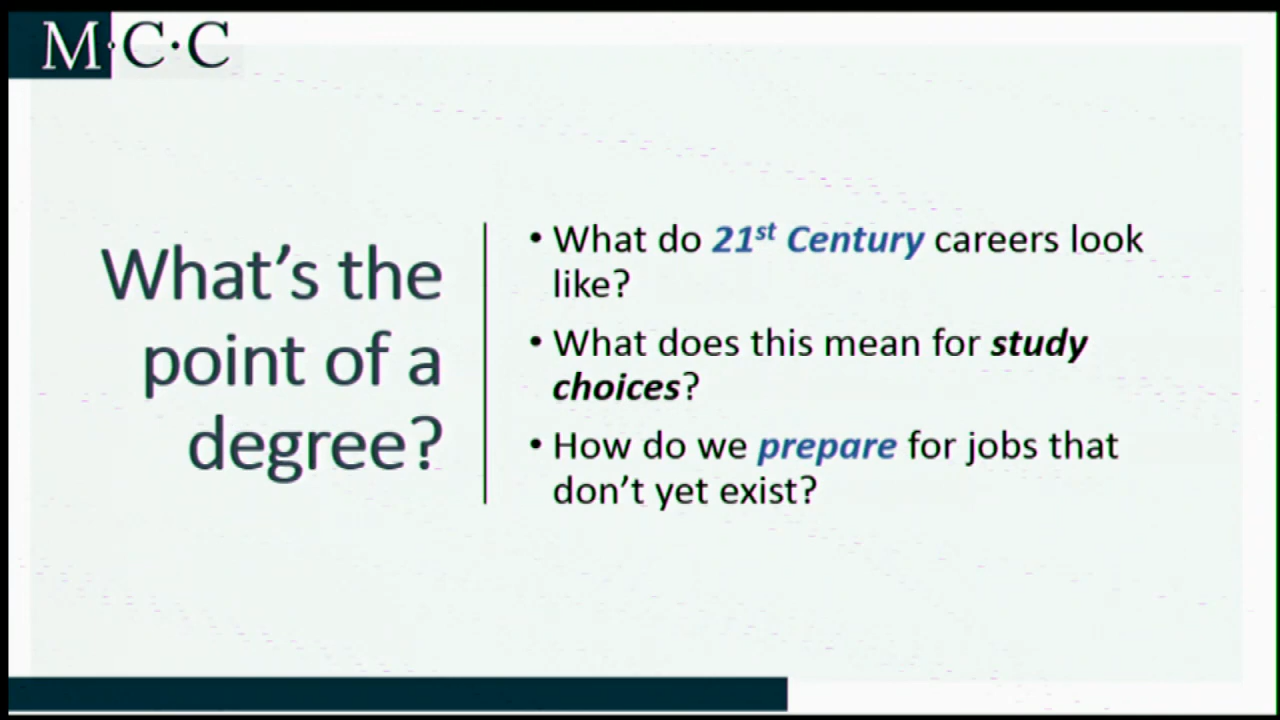 M·C·C
What's the
point of a
degree?
• What do 21st Century careers look
like?
• What does this mean for study
choices?
• How do we prepare for jobs that
don't yet exist?